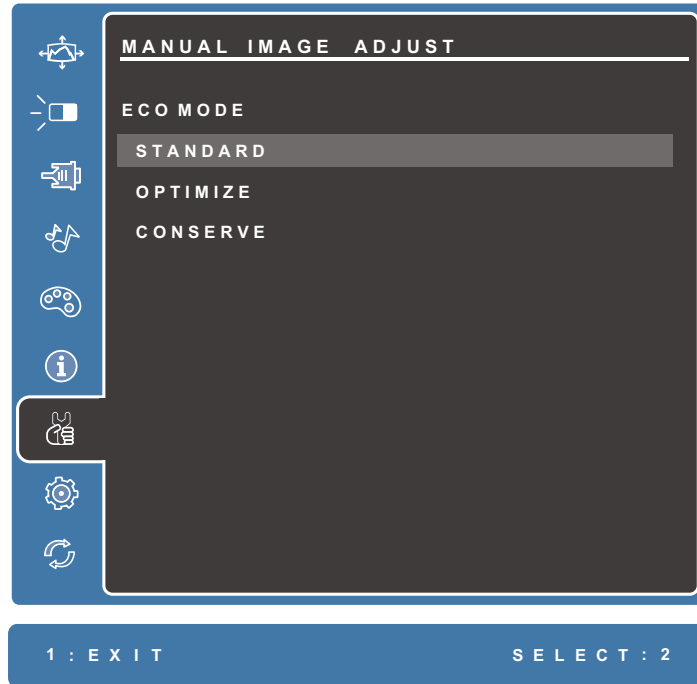 MANUAL IMAGE ADJUST
ECO MODE
STANDARD
OPTIMIZE
CONSERVE
1 : EXIT SELECT : 2